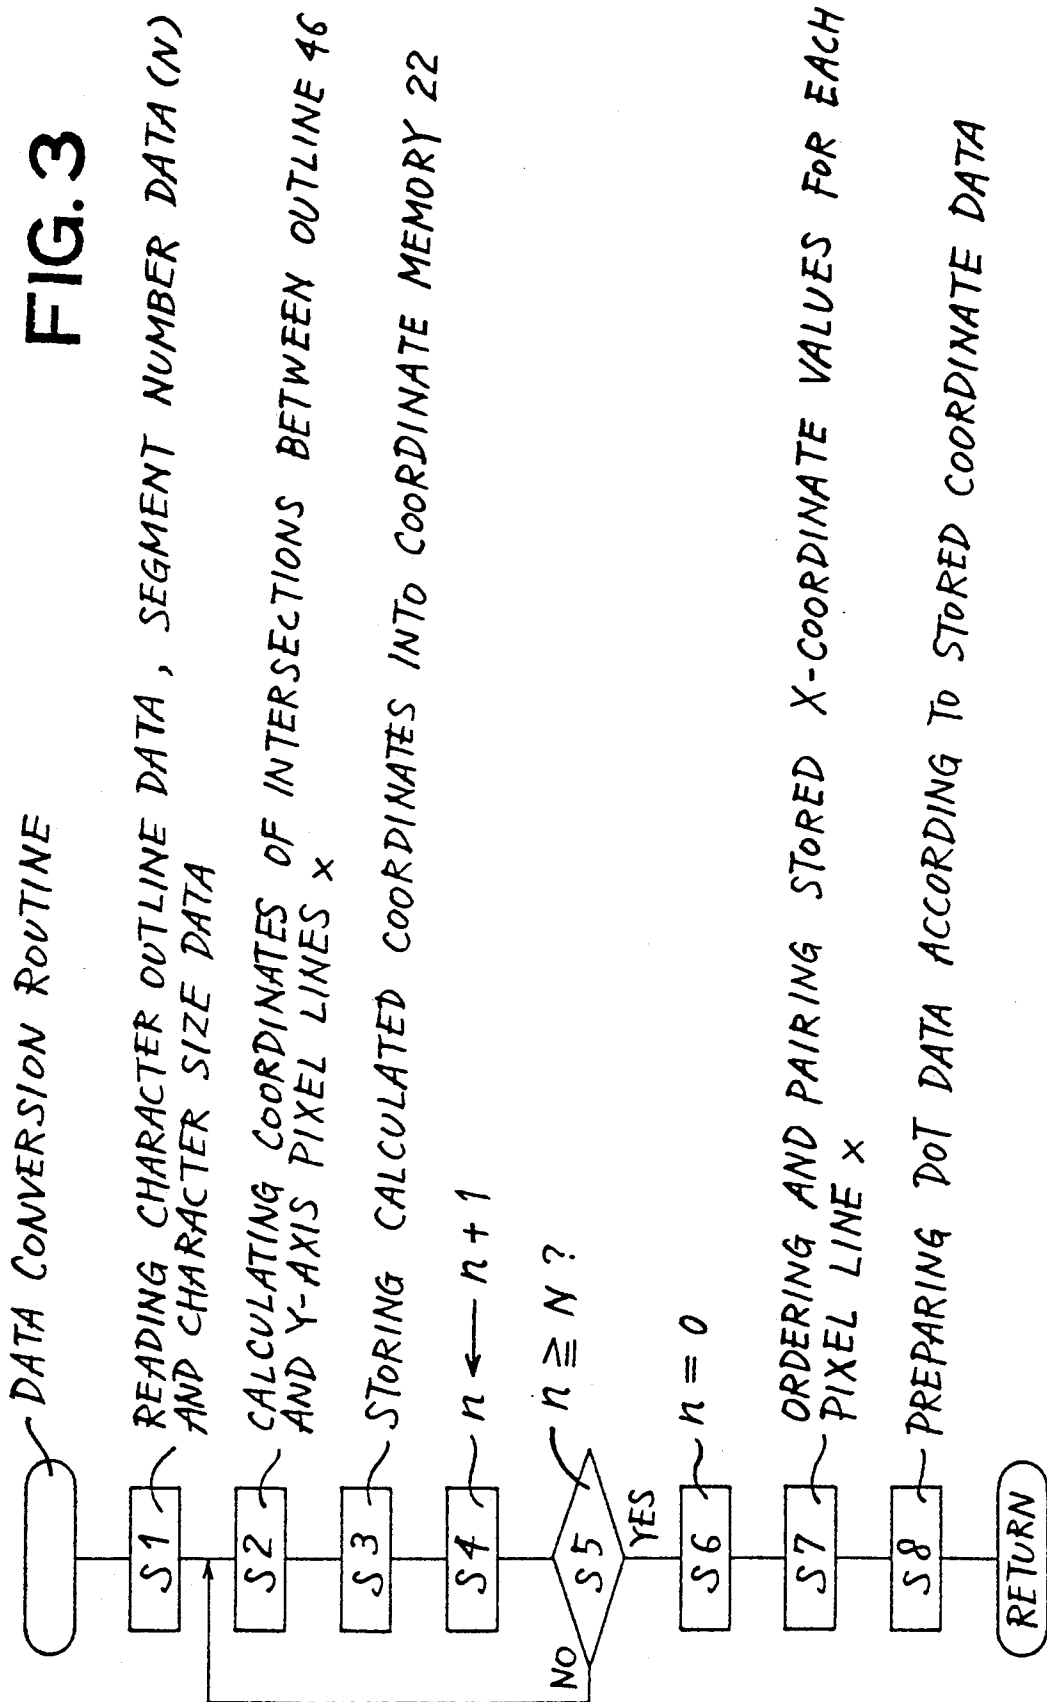 FIG. 3
DATA CONVERSION ROUTINE
S1
READING CHARACTER OUTLINE DATA, SEGMENT NUMBER DATA (N)
AND CHARACTER SIZE DATA
S2
CALCULATING COORDINATES OF INTERSECTIONS BETWEEN OUTLINE 46
AND Y-AXIS PIXEL LINES x
S3
STORING CALCULATED COORDINATES INTO COORDINATE MEMORY 22
S4
n ← n + 1
S5
n ≧ N ?
NO
YES
S6
n = 0
S7
ORDERING AND PAIRING STORED X-COORDINATE VALUES FOR EACH
PIXEL LINE x
S8
PREPARING DOT DATA ACCORDING TO STORED COORDINATE DATA
RETURN